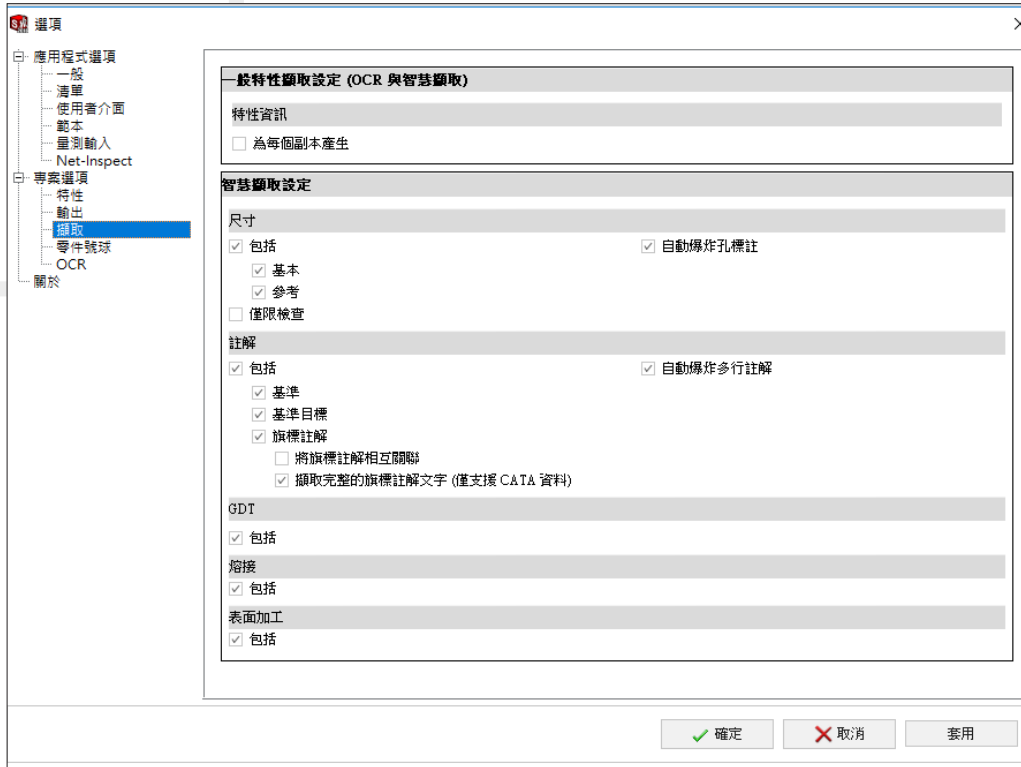 選項
應用程式選項
一般
清單
使用者介面
範本
量測輸入
Net-Inspect
專案選項
特性
輸出
擷取
零件號球
OCR
關於
一般特性擷取設定 (OCR 與智慧擷取)
特性資訊
為每個副本產生
智慧擷取設定
尺寸
包括 自動爆炸孔標註
基本
參考
僅限檢查
註解
包括 自動爆炸多行註解
基準
基準目標
旗標註解
將旗標註解相互關聯
擷取完整的旗標註解文字 (僅支援 CATA 資料)
GDT
包括
熔接
包括
表面加工
包括
確定 取消 套用